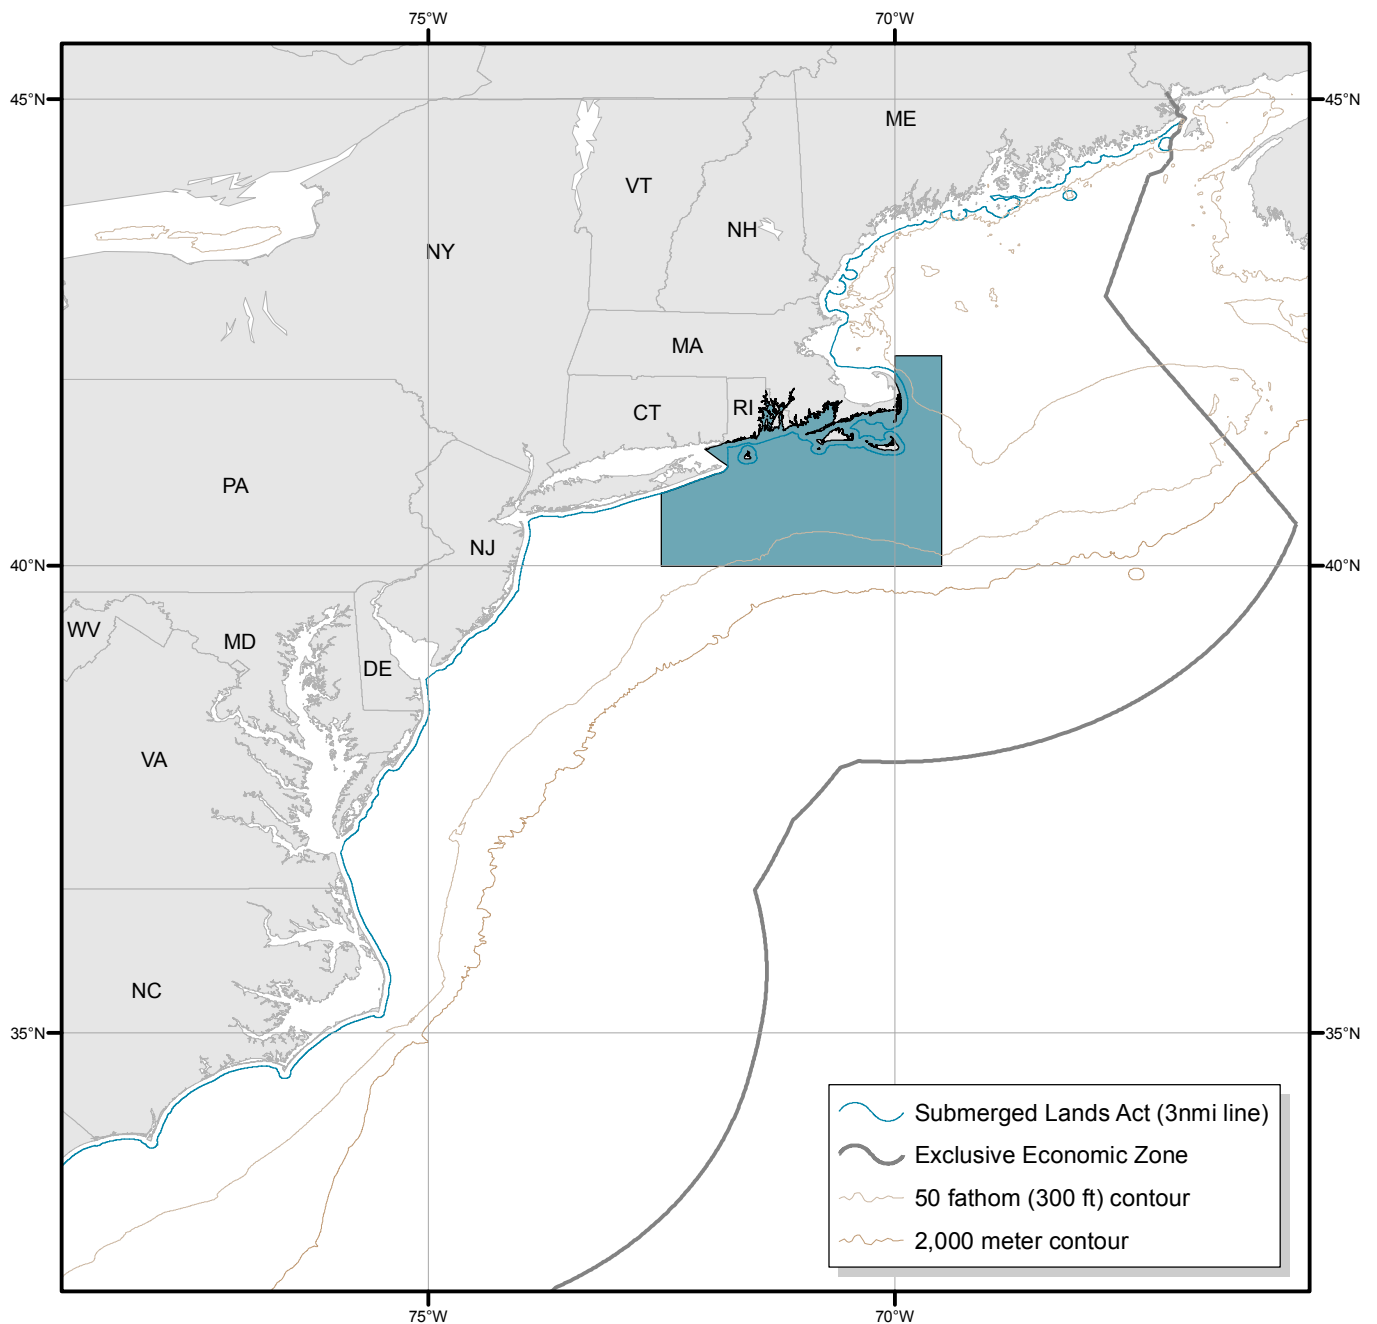 75°W 70°W
45°N 45°N
ME
VT
NH
NY
MA
CT RI
PA
NJ
40°N 40°N
WV
MD
DE
VA
NC
35°N 35°N
Submerged Lands Act (3nmi line)
Exclusive Economic Zone
50 fathom (300 ft) contour
2,000 meter contour
75°W 70°W